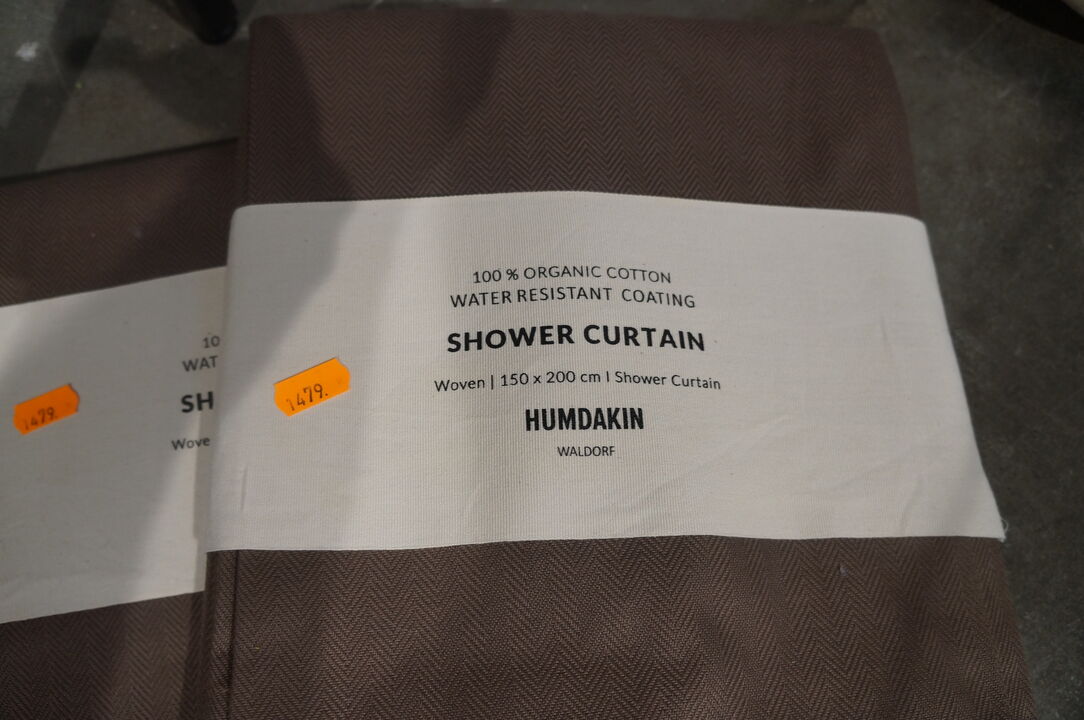 100 % ORGANIC COTTON
WATER RESISTANT COATING
SHOWER CURTAIN
Woven | 150 x 200 cm I Shower Curtain
HUMDAKIN
WALDORF
1479.
10
WAT
SH
Wove
1479.